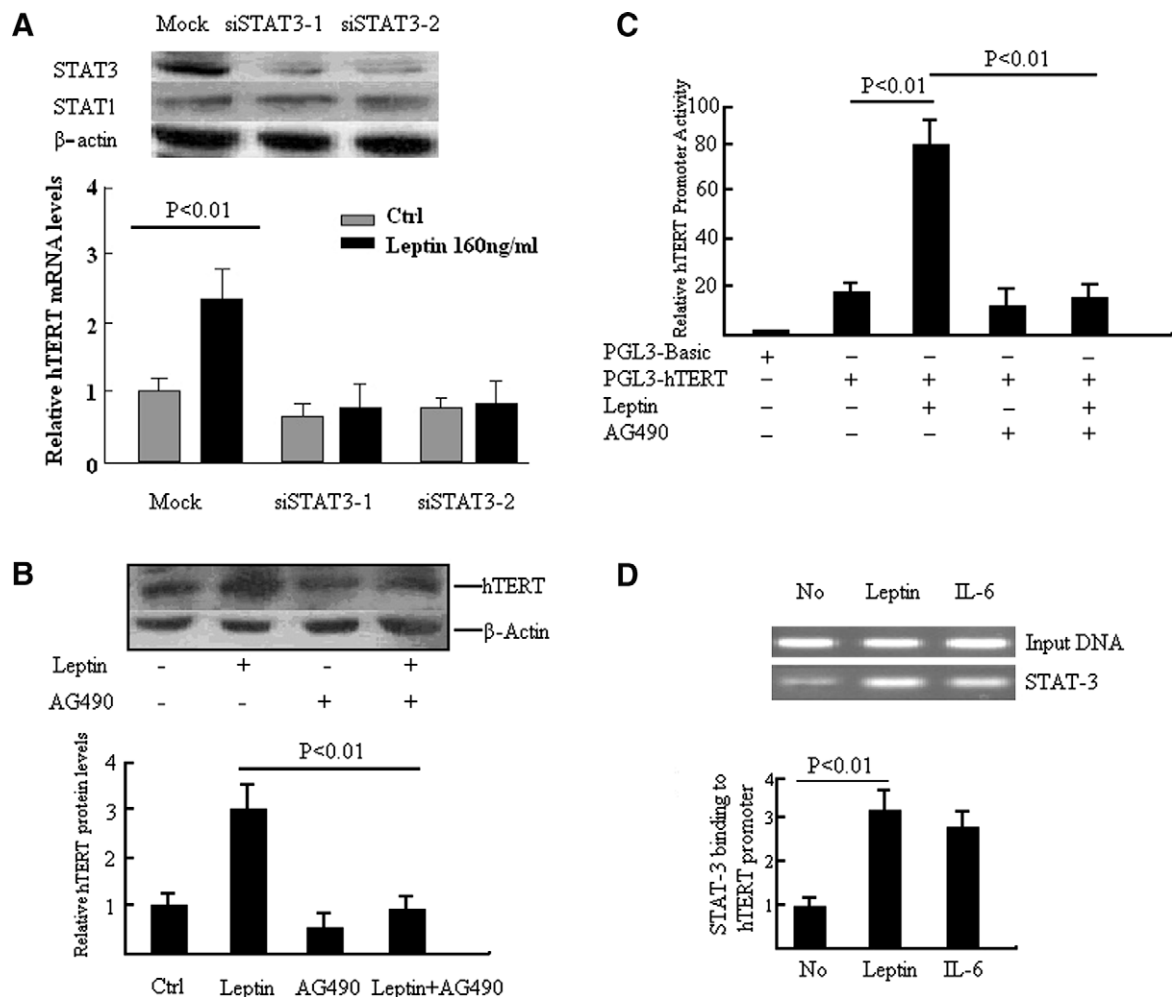 A
Mock siSTAT3-1 siSTAT3-2
STAT3
STAT1
β-actin
Relative hTERT mRNA levels
4
3
2
1
0
P<0.01
Ctrl
Leptin 160ng/ml
Mock siSTAT3-1 siSTAT3-2
B
hTERT
β-Actin
Leptin - + - +
AG490 - - + +
Relative hTERT protein levels
4
3
2
1
P<0.01
Ctrl Leptin AG490 Leptin+AG490
C
P<0.01
P<0.01
Relative hTERT Promoter Activity
100
80
60
40
20
PGL3-Basic + – – – –
PGL3-hTERT – + + + +
Leptin – – + – +
AG490 – – – + +
D
No Leptin IL-6
Input DNA
STAT-3
P<0.01
STAT-3 binding to
hTERT promoter
4
3
2
1
No Leptin IL-6